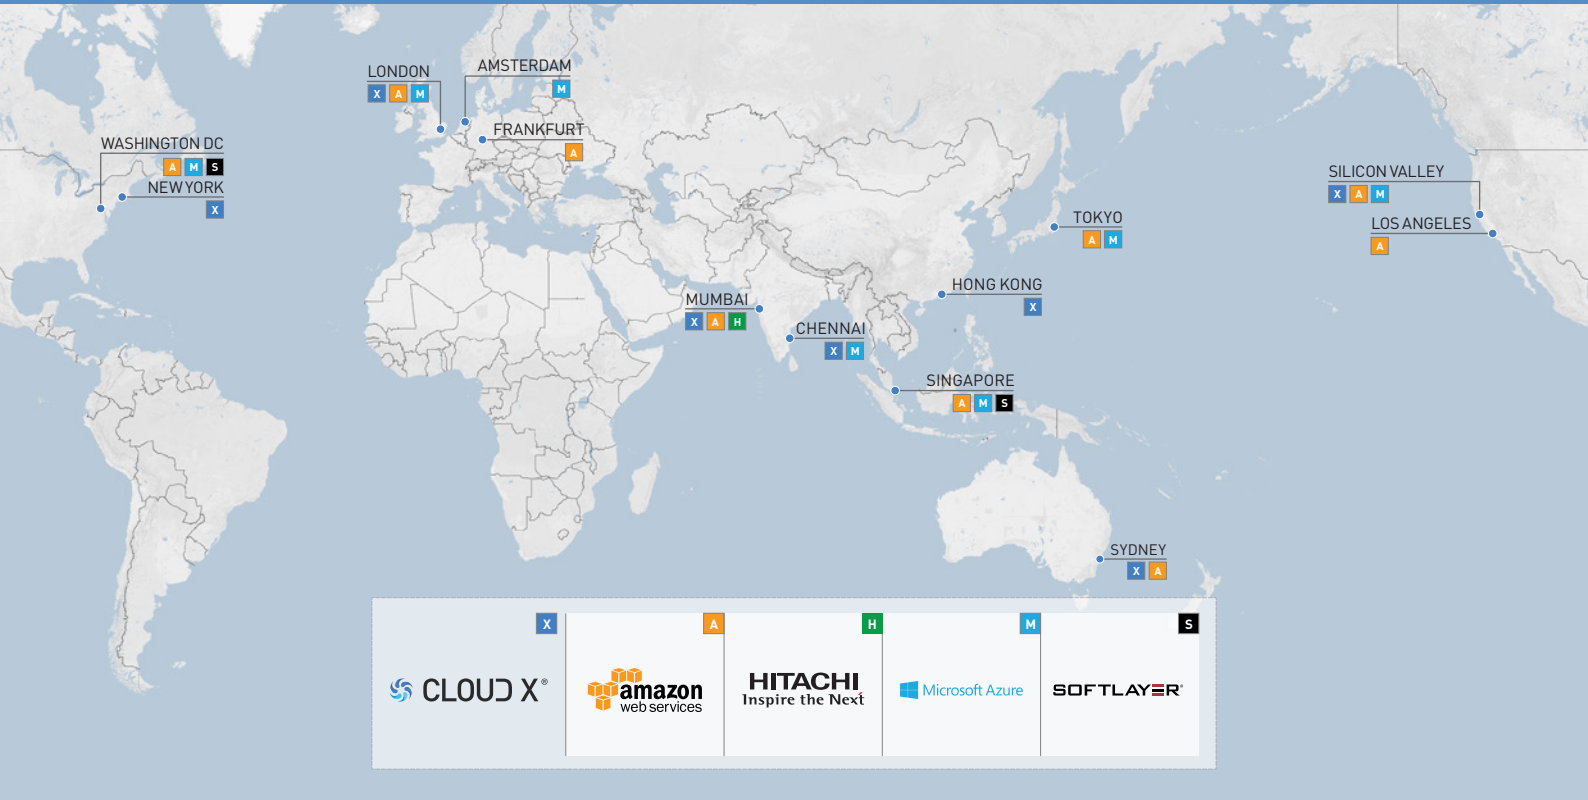 LONDON
X A M
AMSTERDAM
M
FRANKFURT
A
WASHINGTON DC
A M S
NEW YORK
X
SILICON VALLEY
X A M
LOS ANGELES
A
TOKYO
A M
HONG KONG
X
MUMBAI
X A H
CHENNAI
X M
SINGAPORE
A M S
SYDNEY
X A
X
CLOUD X®
A
amazon
web services
H
HITACHI
Inspire the Next
M
Microsoft Azure
S
SOFTLAYER®